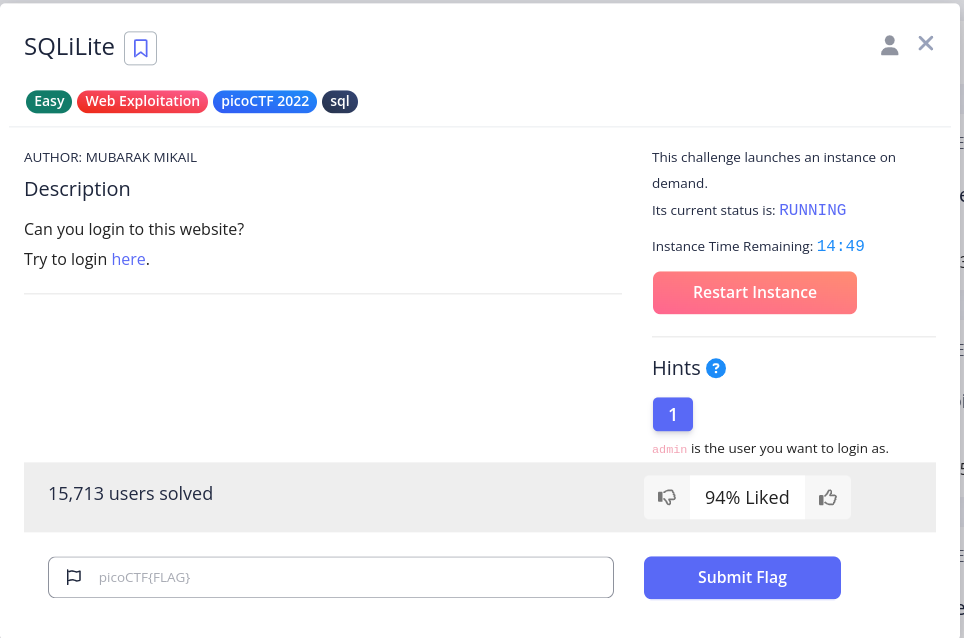 SQLiLite
Easy Web Exploitation picoCTF 2022 sql
AUTHOR: MUBARAK MIKAIL
Description
Can you login to this website?
Try to login here.
This challenge launches an instance on
demand.
Its current status is: RUNNING
Instance Time Remaining: 14:49
Restart Instance
Hints ?
1
admin is the user you want to login as.
15,713 users solved
94% Liked
picoCTF{FLAG}
Submit Flag